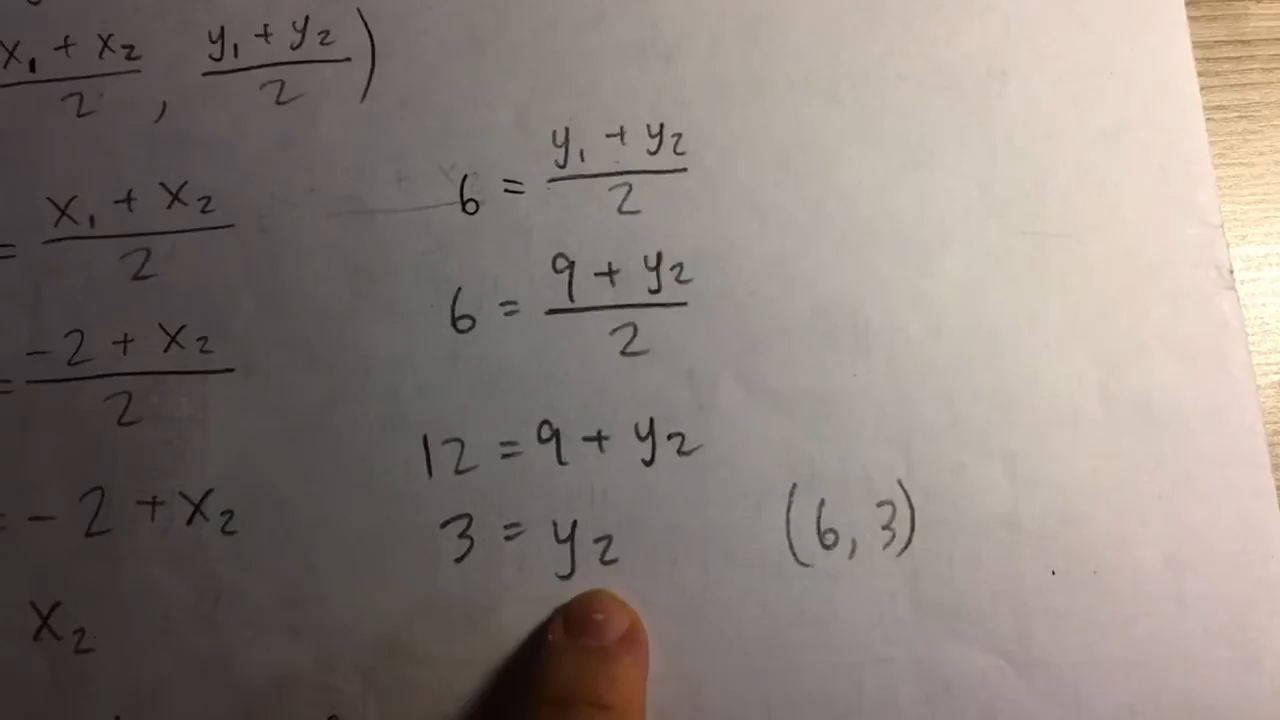 x₁ + x₂ / 2 , y₁ + y₂ / 2 )
= x₁ + x₂ / 2
= -2 + x₂ / 2
= -2 + x₂
x₂
6 = y₁ + y₂ / 2
6 = 9 + y₂ / 2
12 = 9 + y₂
3 = y₂
(6, 3)